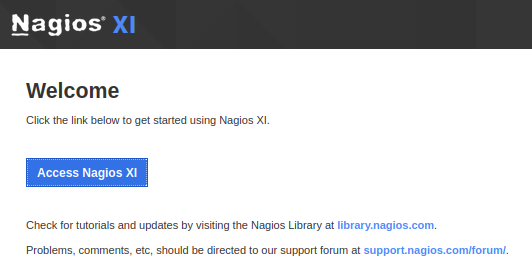 Nagios® XI
Welcome
Click the link below to get started using Nagios XI.
Access Nagios XI
Check for tutorials and updates by visiting the Nagios Library at library.nagios.com.
Problems, comments, etc, should be directed to our support forum at support.nagios.com/forum/.